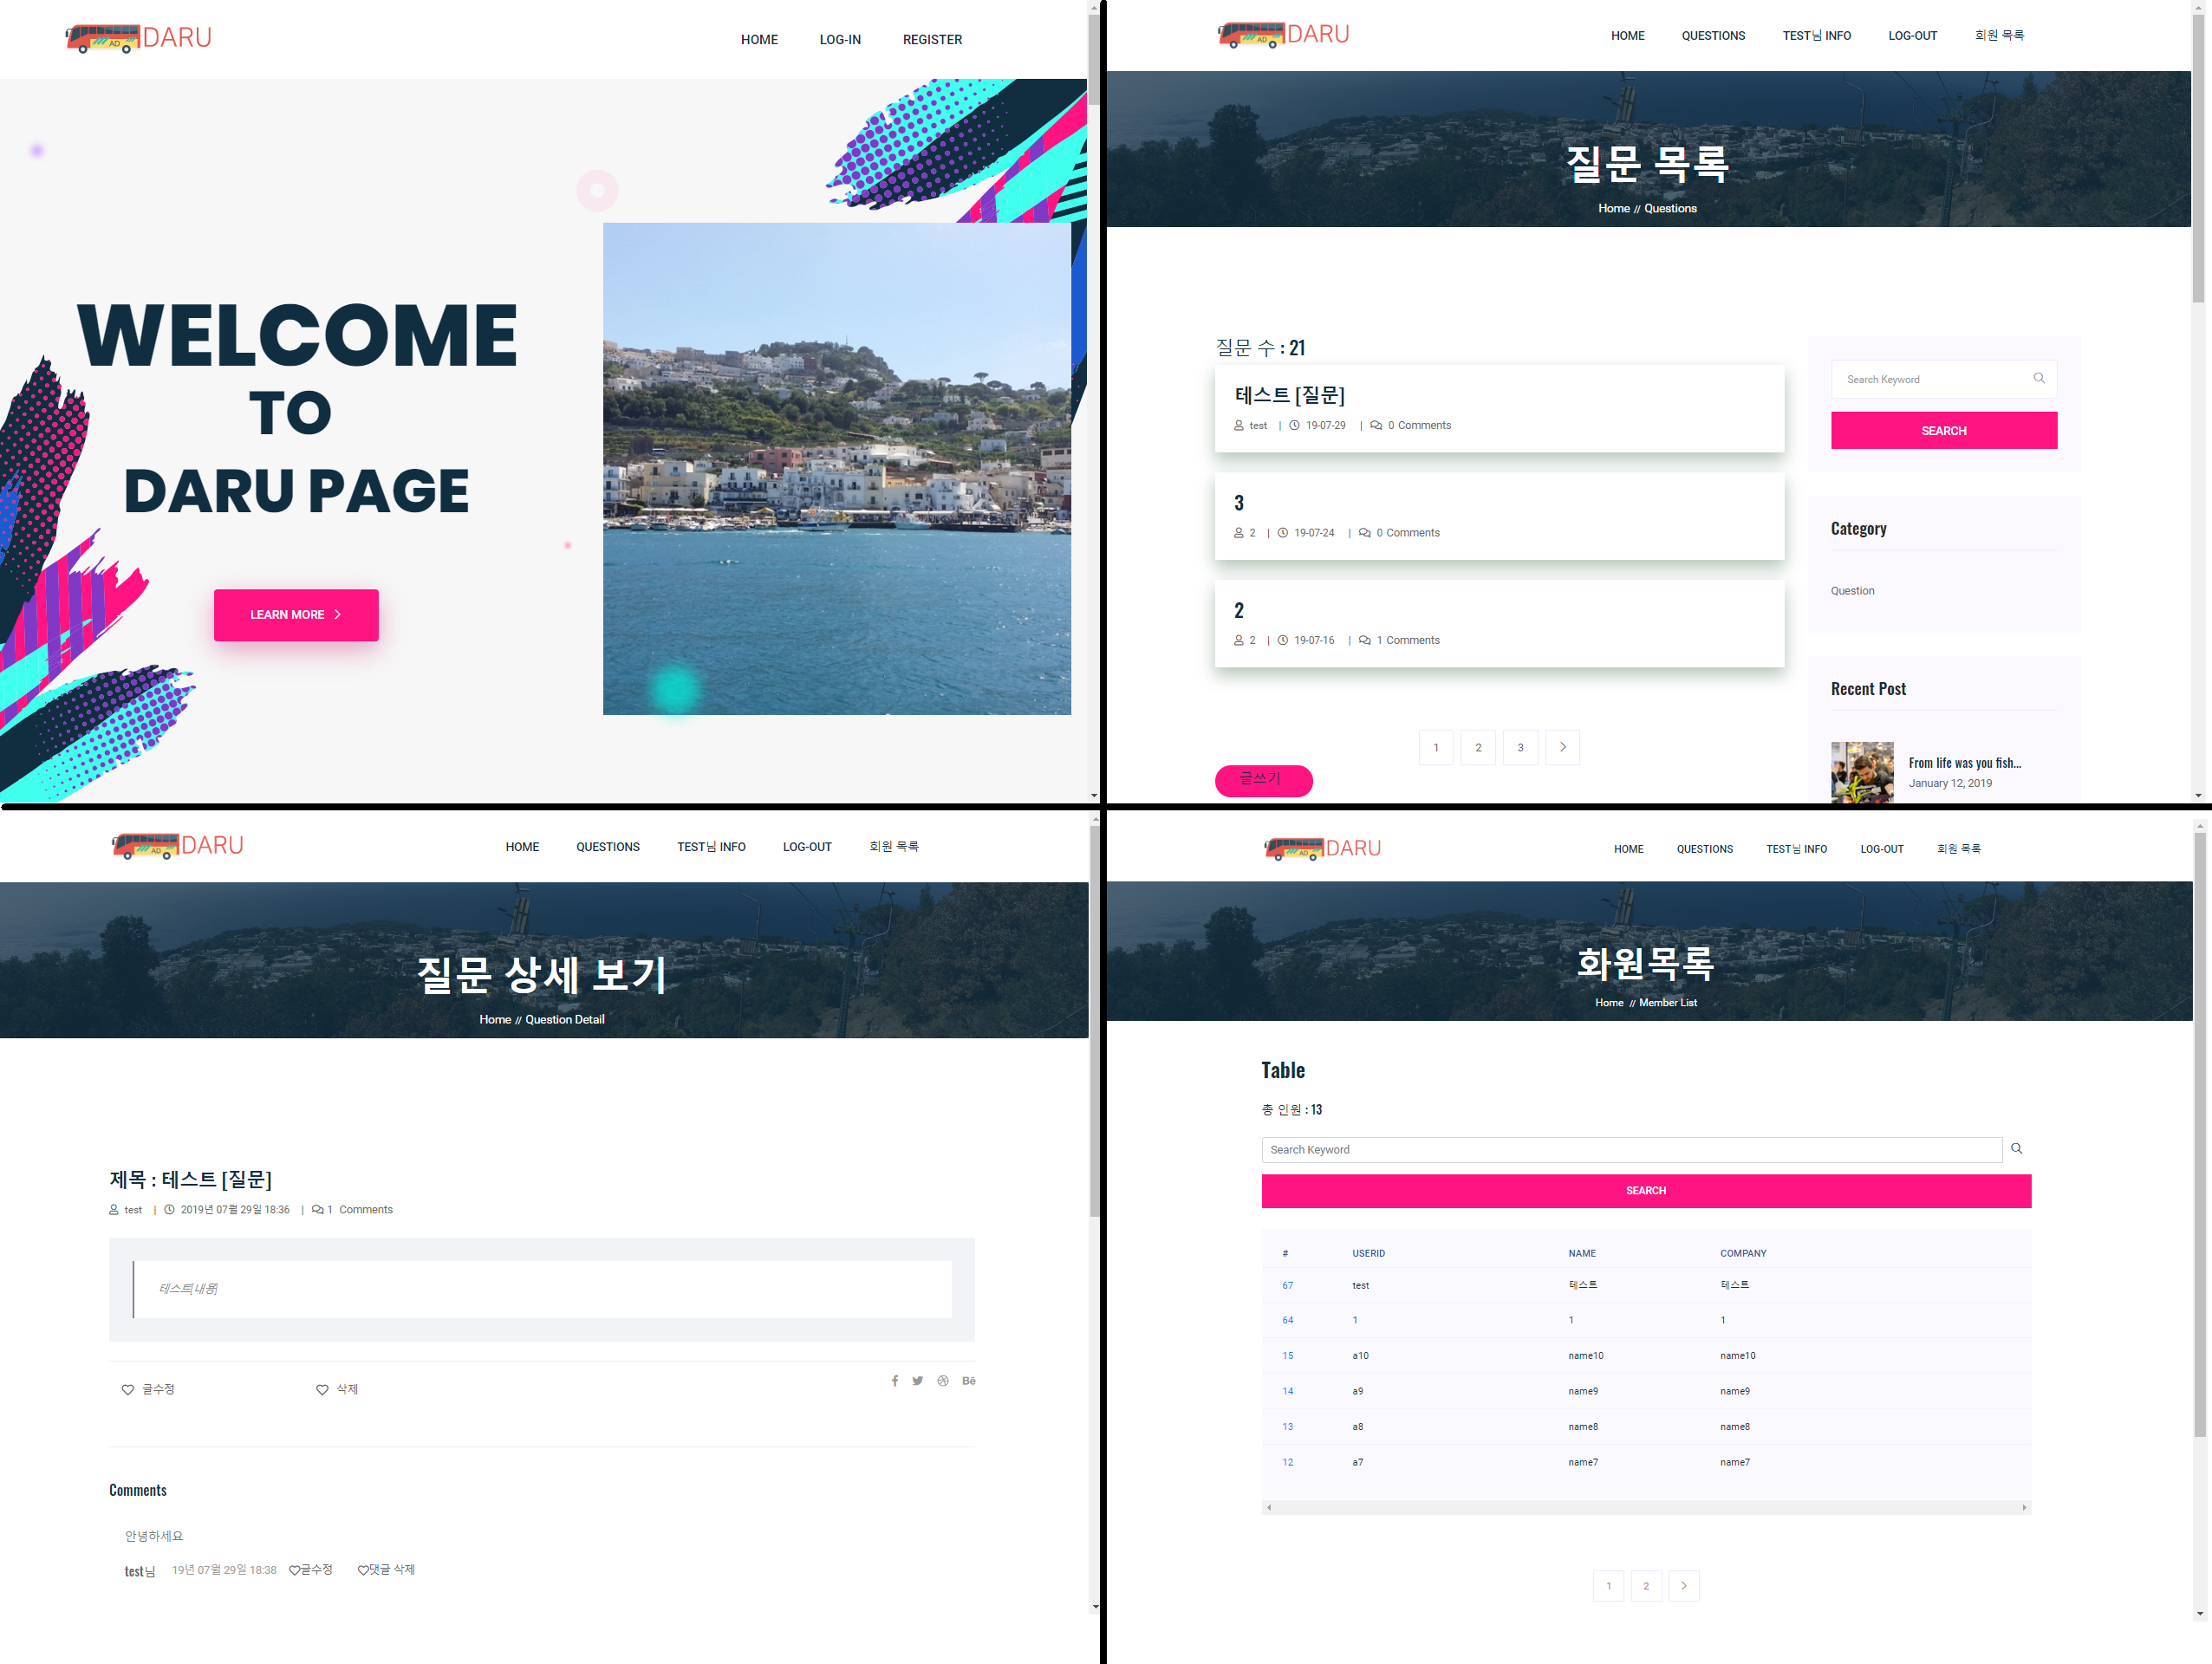 AD DARU
HOME LOG-IN REGISTER
WELCOME
TO
DARU PAGE
LEARN MORE
AD DARU
HOME QUESTIONS TEST님 INFO LOG-OUT 회원 목록
질문 목록
Home // Questions
질문 수 : 21
테스트 [질문]
test | 19-07-29 | 0 Comments
3
2 | 19-07-24 | 0 Comments
2
2 | 19-07-16 | 1 Comments
1 2 3
글쓰기
Search Keyword
SEARCH
Category
Question
Recent Post
From life was you fish...
January 12, 2019
AD DARU
HOME QUESTIONS TEST님 INFO LOG-OUT 회원 목록
질문 상세 보기
Home // Question Detail
제목 : 테스트 [질문]
test | 2019년 07월 29일 18:36 | 1 Comments
테스트[내용]
글수정 삭제
Bē
Comments
안녕하세요
test님 19년 07월 29일 18:38 글수정 댓글 삭제
AD DARU
HOME QUESTIONS TEST님 INFO LOG-OUT 회원 목록
화원목록
Home // Member List
Table
총 인원 : 13
Search Keyword
SEARCH
# USERID NAME COMPANY
67 test 테스트 테스트
64 1 1 1
15 a10 name10 name10
14 a9 name9 name9
13 a8 name8 name8
12 a7 name7 name7
1 2